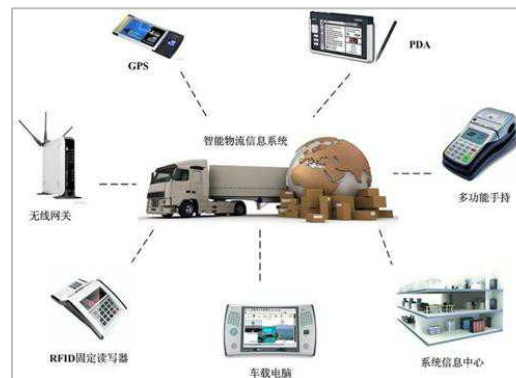 GPS
PDA
智能物流信息系统
无线网关
多功能手持
RFID固定读写器
车载电脑
系统信息中心